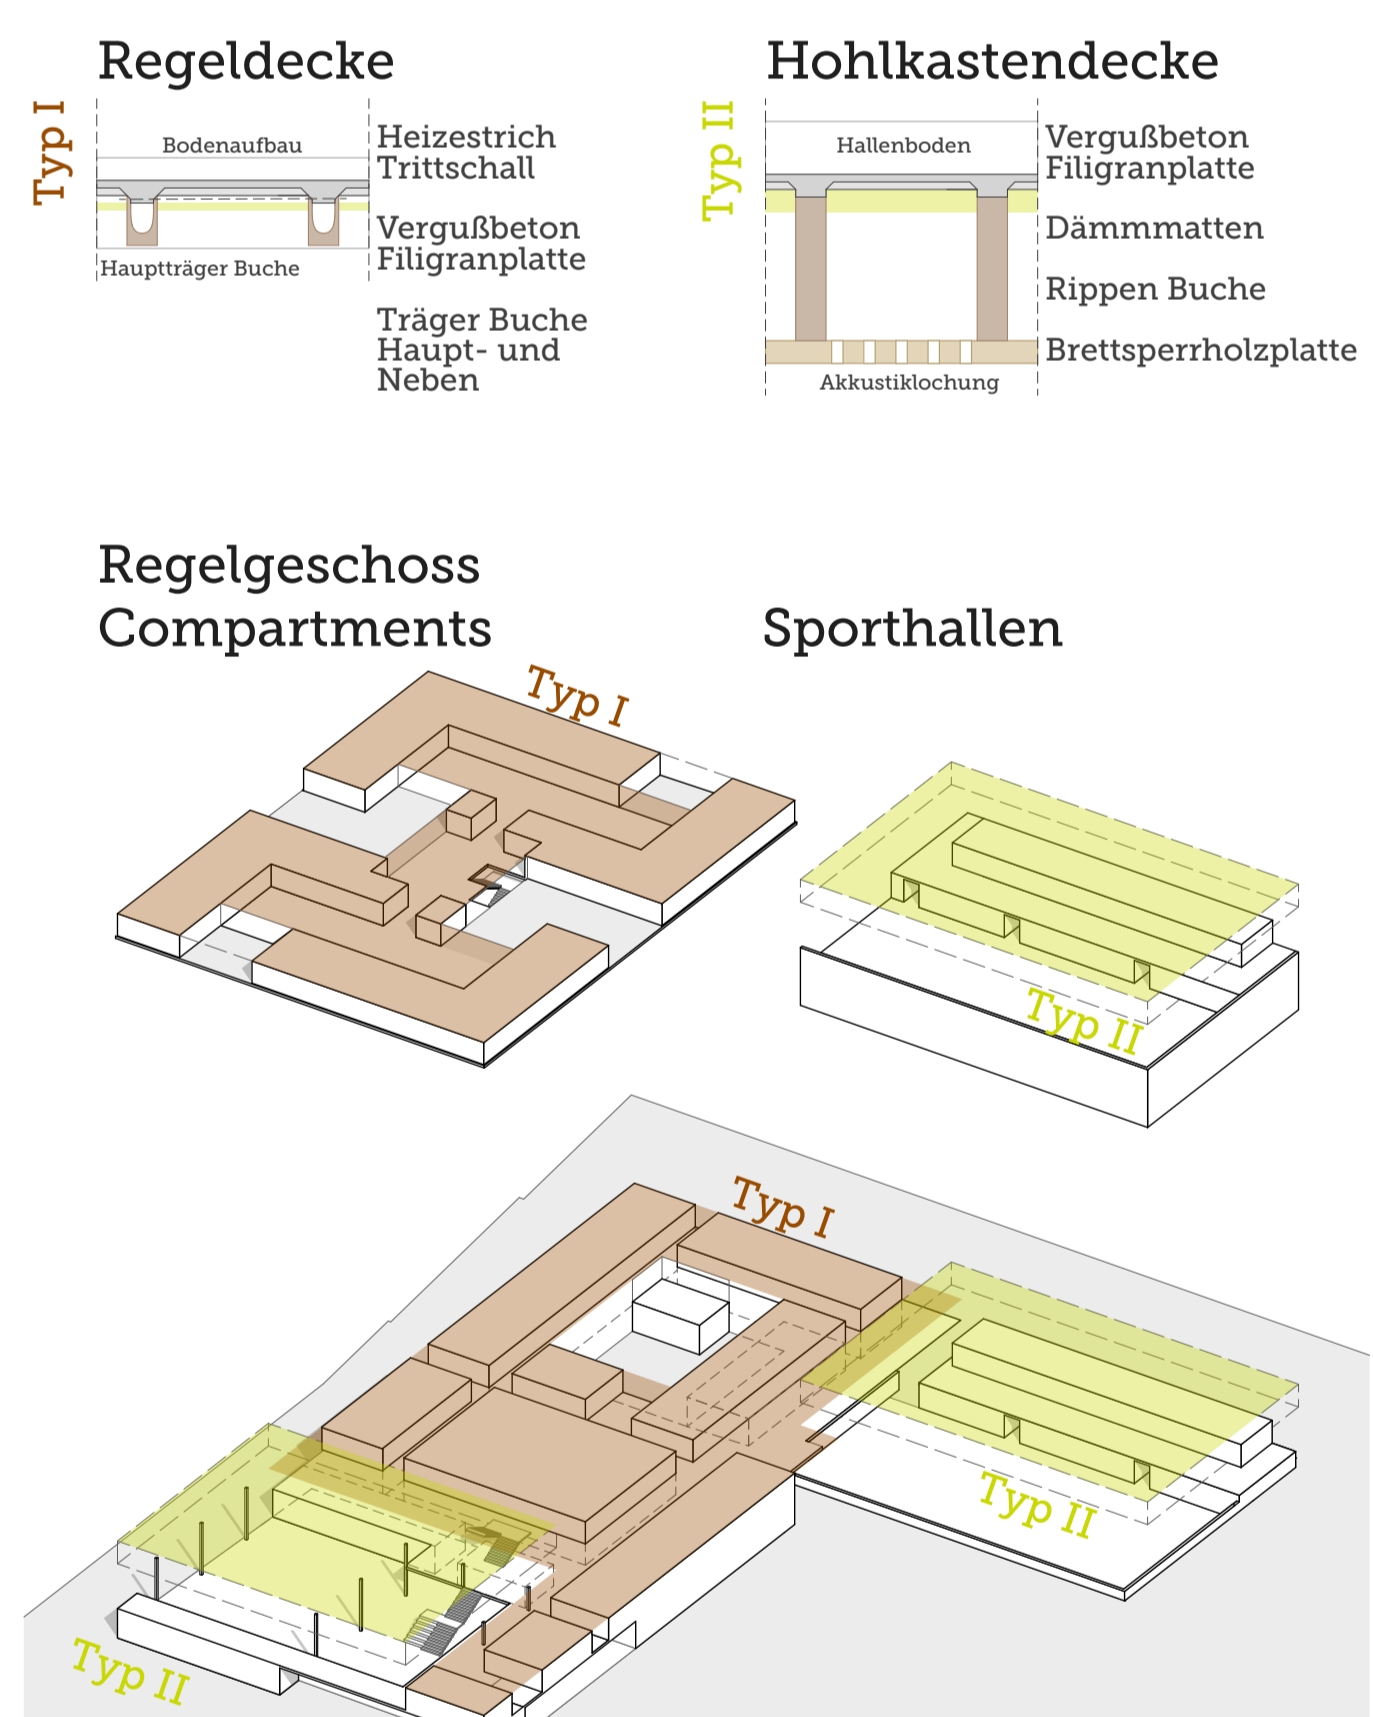 Regeldecke
Typ I
Bodenaufbau
Hauptträger Buche
Heizestrich
Trittschall
Vergußbeton
Filigranplatte
Träger Buche
Haupt- und
Neben
Hohlkastendecke
Typ II
Hallenboden
Akkustiklochung
Vergußbeton
Filigranplatte
Dämmmatten
Rippen Buche
Brettsperrholzplatte
Regelgeschoss
Compartments
Typ I
Sporthallen
Typ II
Typ I
Typ II
Typ II